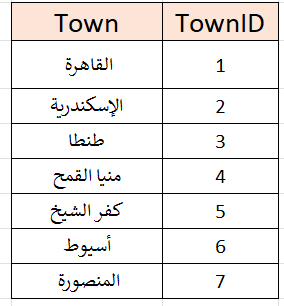 Town TownID
القاهرة 1
الإسكندرية 2
طنطا 3
منيا القمح 4
كفر الشيخ 5
أسيوط 6
المنصورة 7